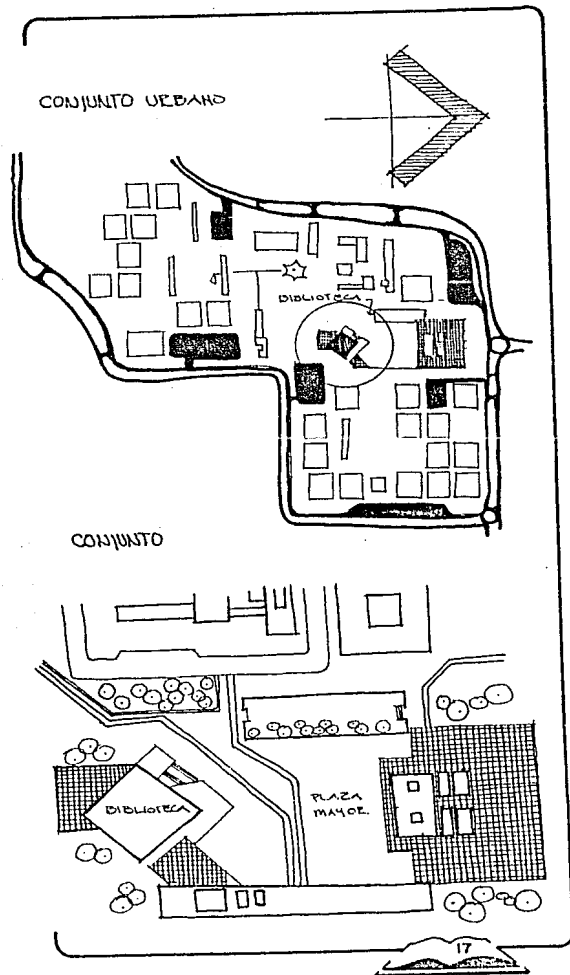 CONJUNTO URBANO
BIBLIOTECA
CONJUNTO
BIBLIOTECA
PLAZA
MAYOR
17